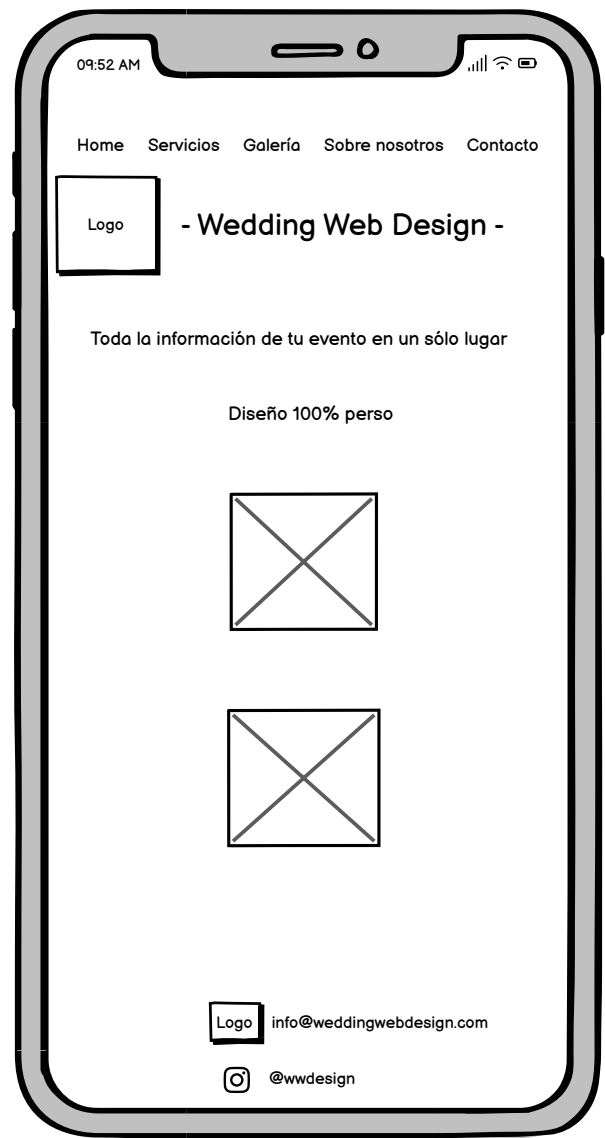 09:52 AM
Home Servicios Galería Sobre nosotros Contacto
Logo
- Wedding Web Design -
Toda la información de tu evento en un sólo lugar
Diseño 100% perso
Logo info@weddingwebdesign.com
@wwdesign